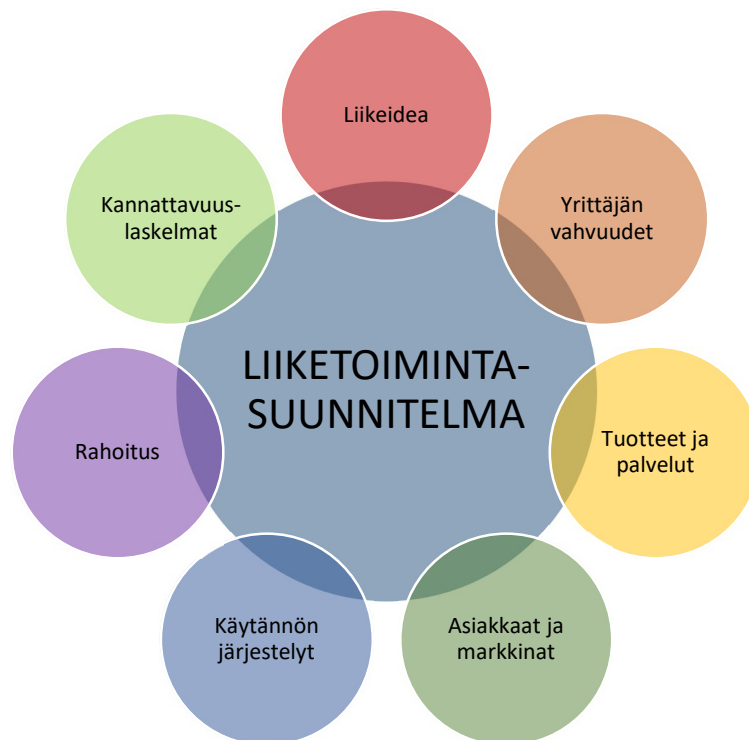 Liikeidea
Yrittäjän
vahvuudet
Tuotteet ja
palvelut
Asiakkaat ja
markkinat
Käytännön
järjestelyt
Rahoitus
Kannattavuus-
laskelmat
LIIKETOIMINTA-
SUUNNITELMA